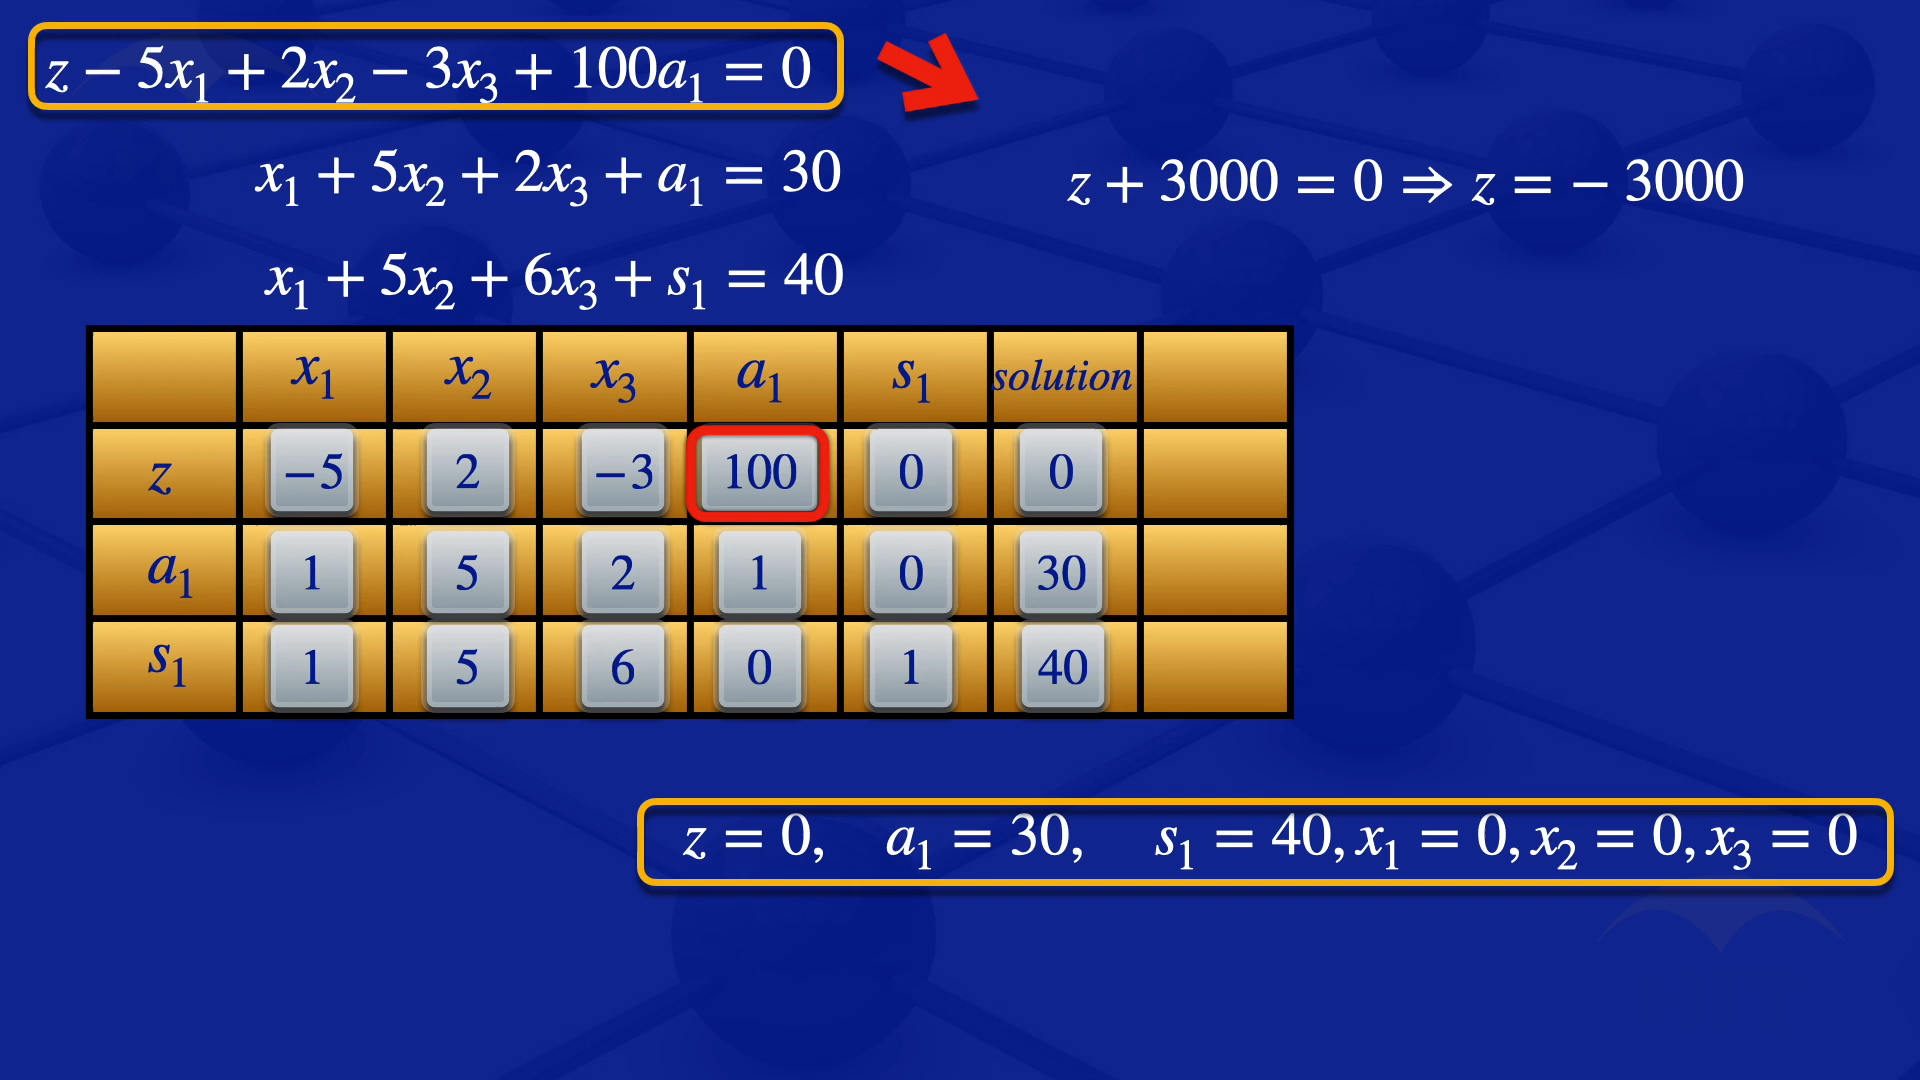 z − 5x₁ + 2x₂ − 3x₃ + 100a₁ = 0
x₁ + 5x₂ + 2x₃ + a₁ = 30
z + 3000 = 0 ⇒ z = − 3000
x₁ + 5x₂ + 6x₃ + s₁ = 40
x₁ x₂ x₃ a₁ s₁ solution
z −5 2 −3 100 0 0
a₁ 1 5 2 1 0 30
s₁ 1 5 6 0 1 40
z = 0, a₁ = 30, s₁ = 40, x₁ = 0, x₂ = 0, x₃ = 0